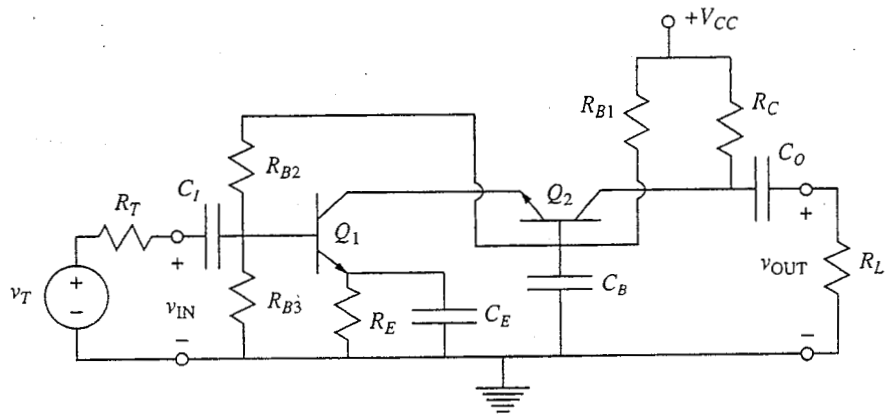 +V_CC
R_B1
R_C
C_O
R_B2
C_I
Q_2
R_T
Q_1
+
+
+
v_T
−
v_IN
R_B3
R_E
C_E
C_B
v_OUT
R_L
−
−